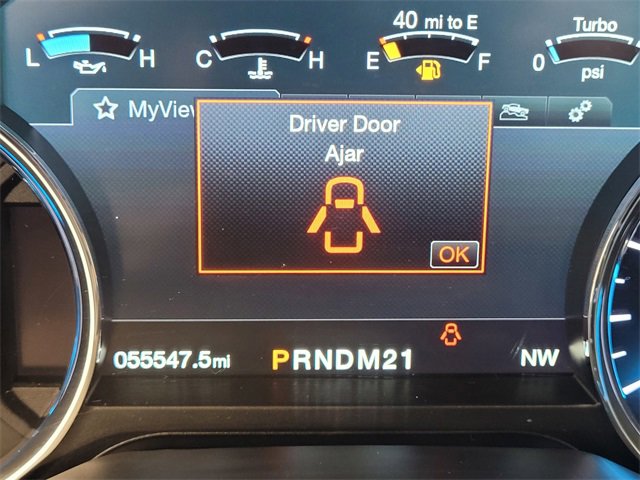 40 mi to E
Turbo
L H
C H
E F
0
psi
MyView
Driver Door
Ajar
OK
055547.5mi PRNDM21 NW